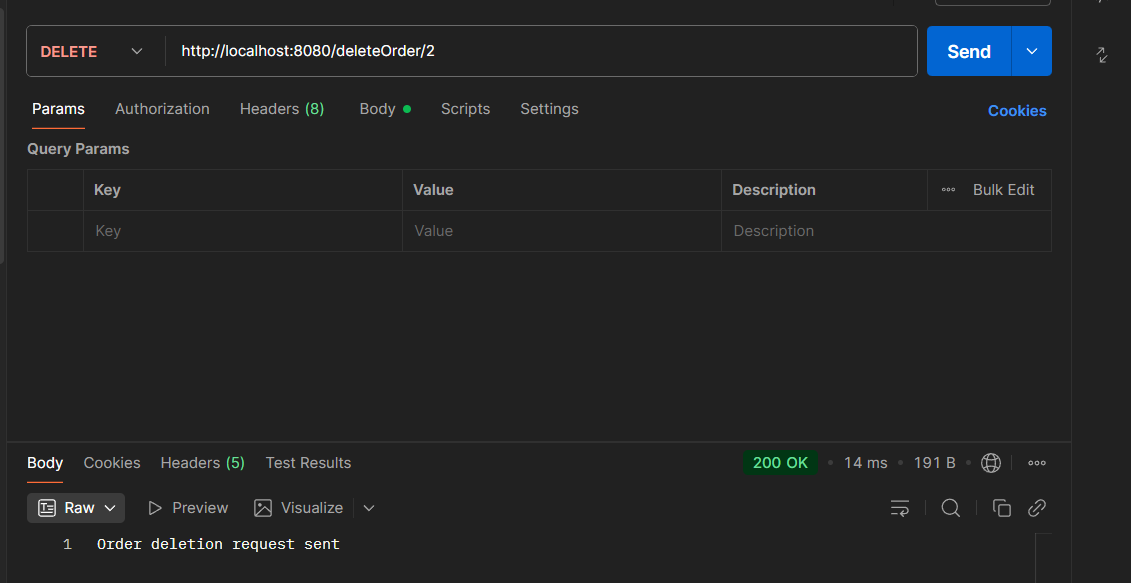 DELETE http://localhost:8080/deleteOrder/2 Send
Params Authorization Headers (8) Body Scripts Settings Cookies
Query Params
Key Value Description Bulk Edit
Key Value Description
Body Cookies Headers (5) Test Results 200 OK 14 ms 191 B
Raw Preview Visualize
1 Order deletion request sent